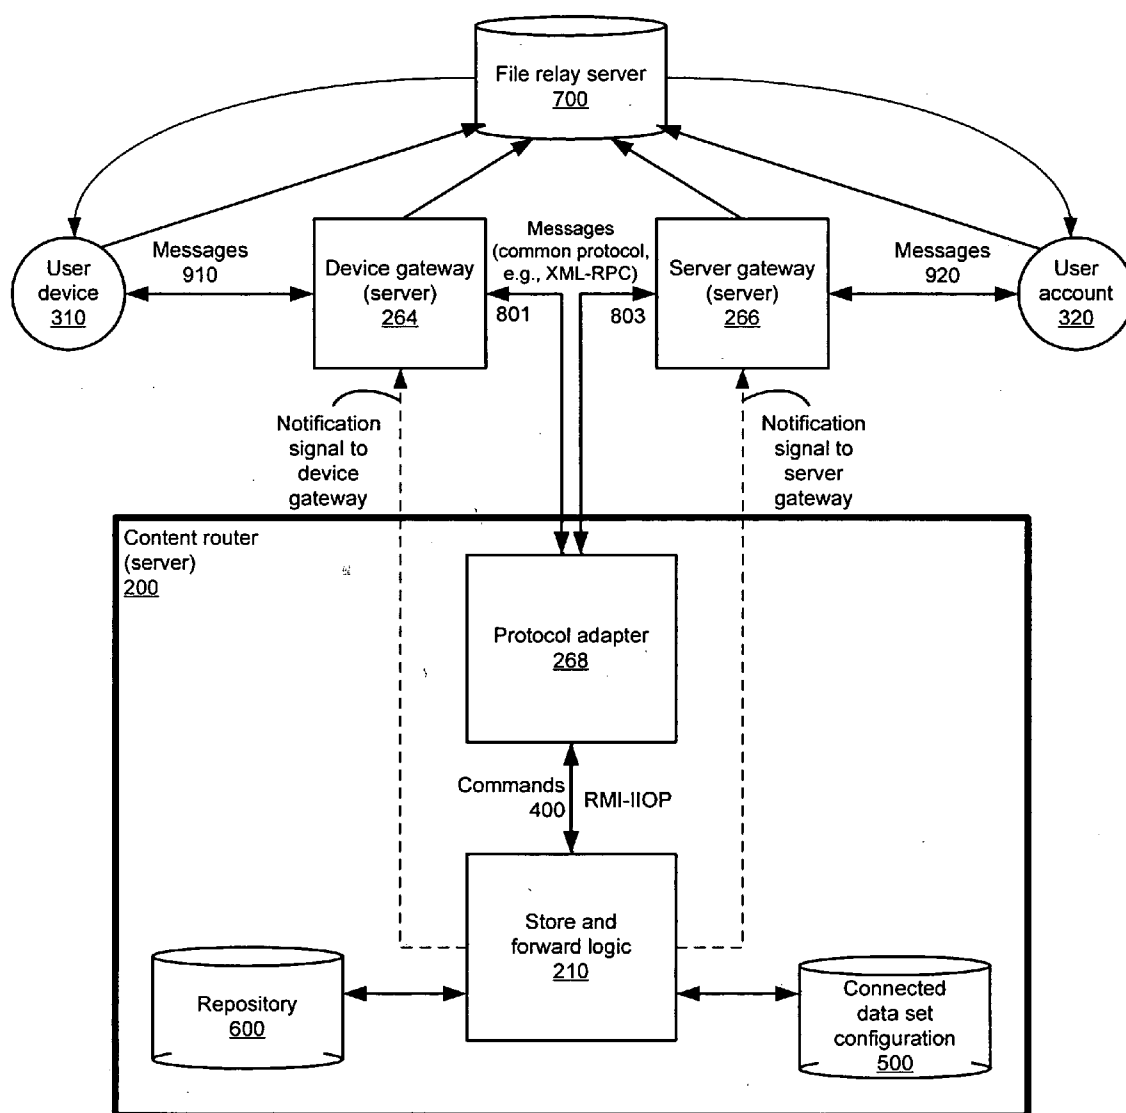 File relay server
700
Messages
(common protocol,
e.g., XML-RPC)
Messages
910
Messages
920
User
device
310
Device gateway
(server)
264
801
803
Server gateway
(server)
266
User
account
320
Notification
signal to
device
gateway
Notification
signal to
server
gateway
Content router
(server)
200
Protocol adapter
268
Commands
400
RMI-IIOP
Store and
forward logic
210
Repository
600
Connected
data set
configuration
500